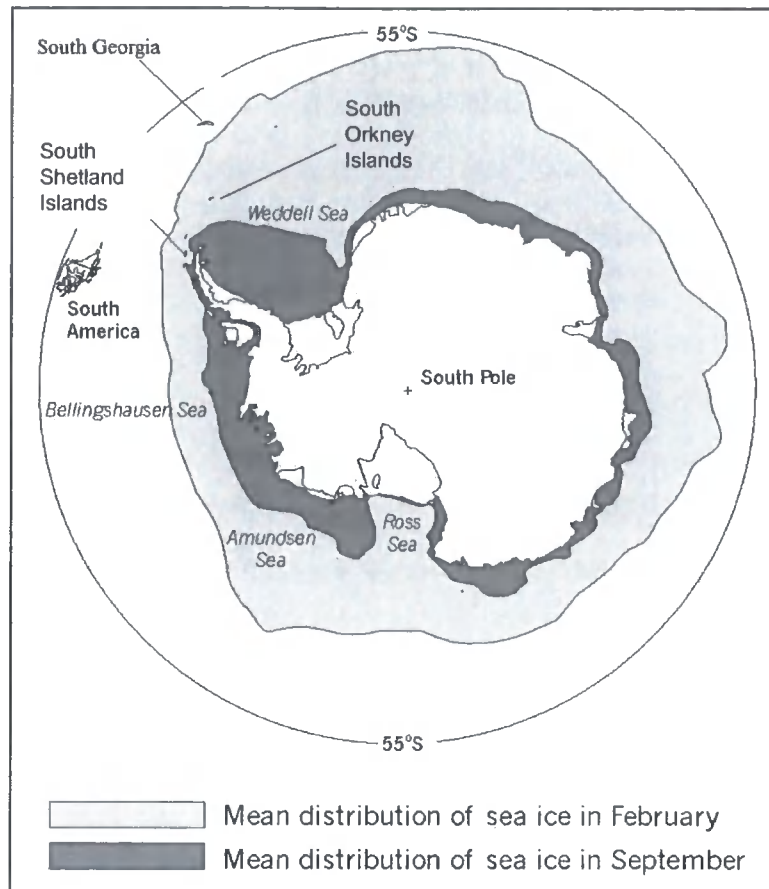 55°S
South Georgia
South
Orkney
Islands
South
Shetland
Islands
Weddell Sea
South
America
South Pole
Bellingshausen Sea
Amundsen
Sea
Ross
Sea
55°S
Mean distribution of sea ice in February
Mean distribution of sea ice in September